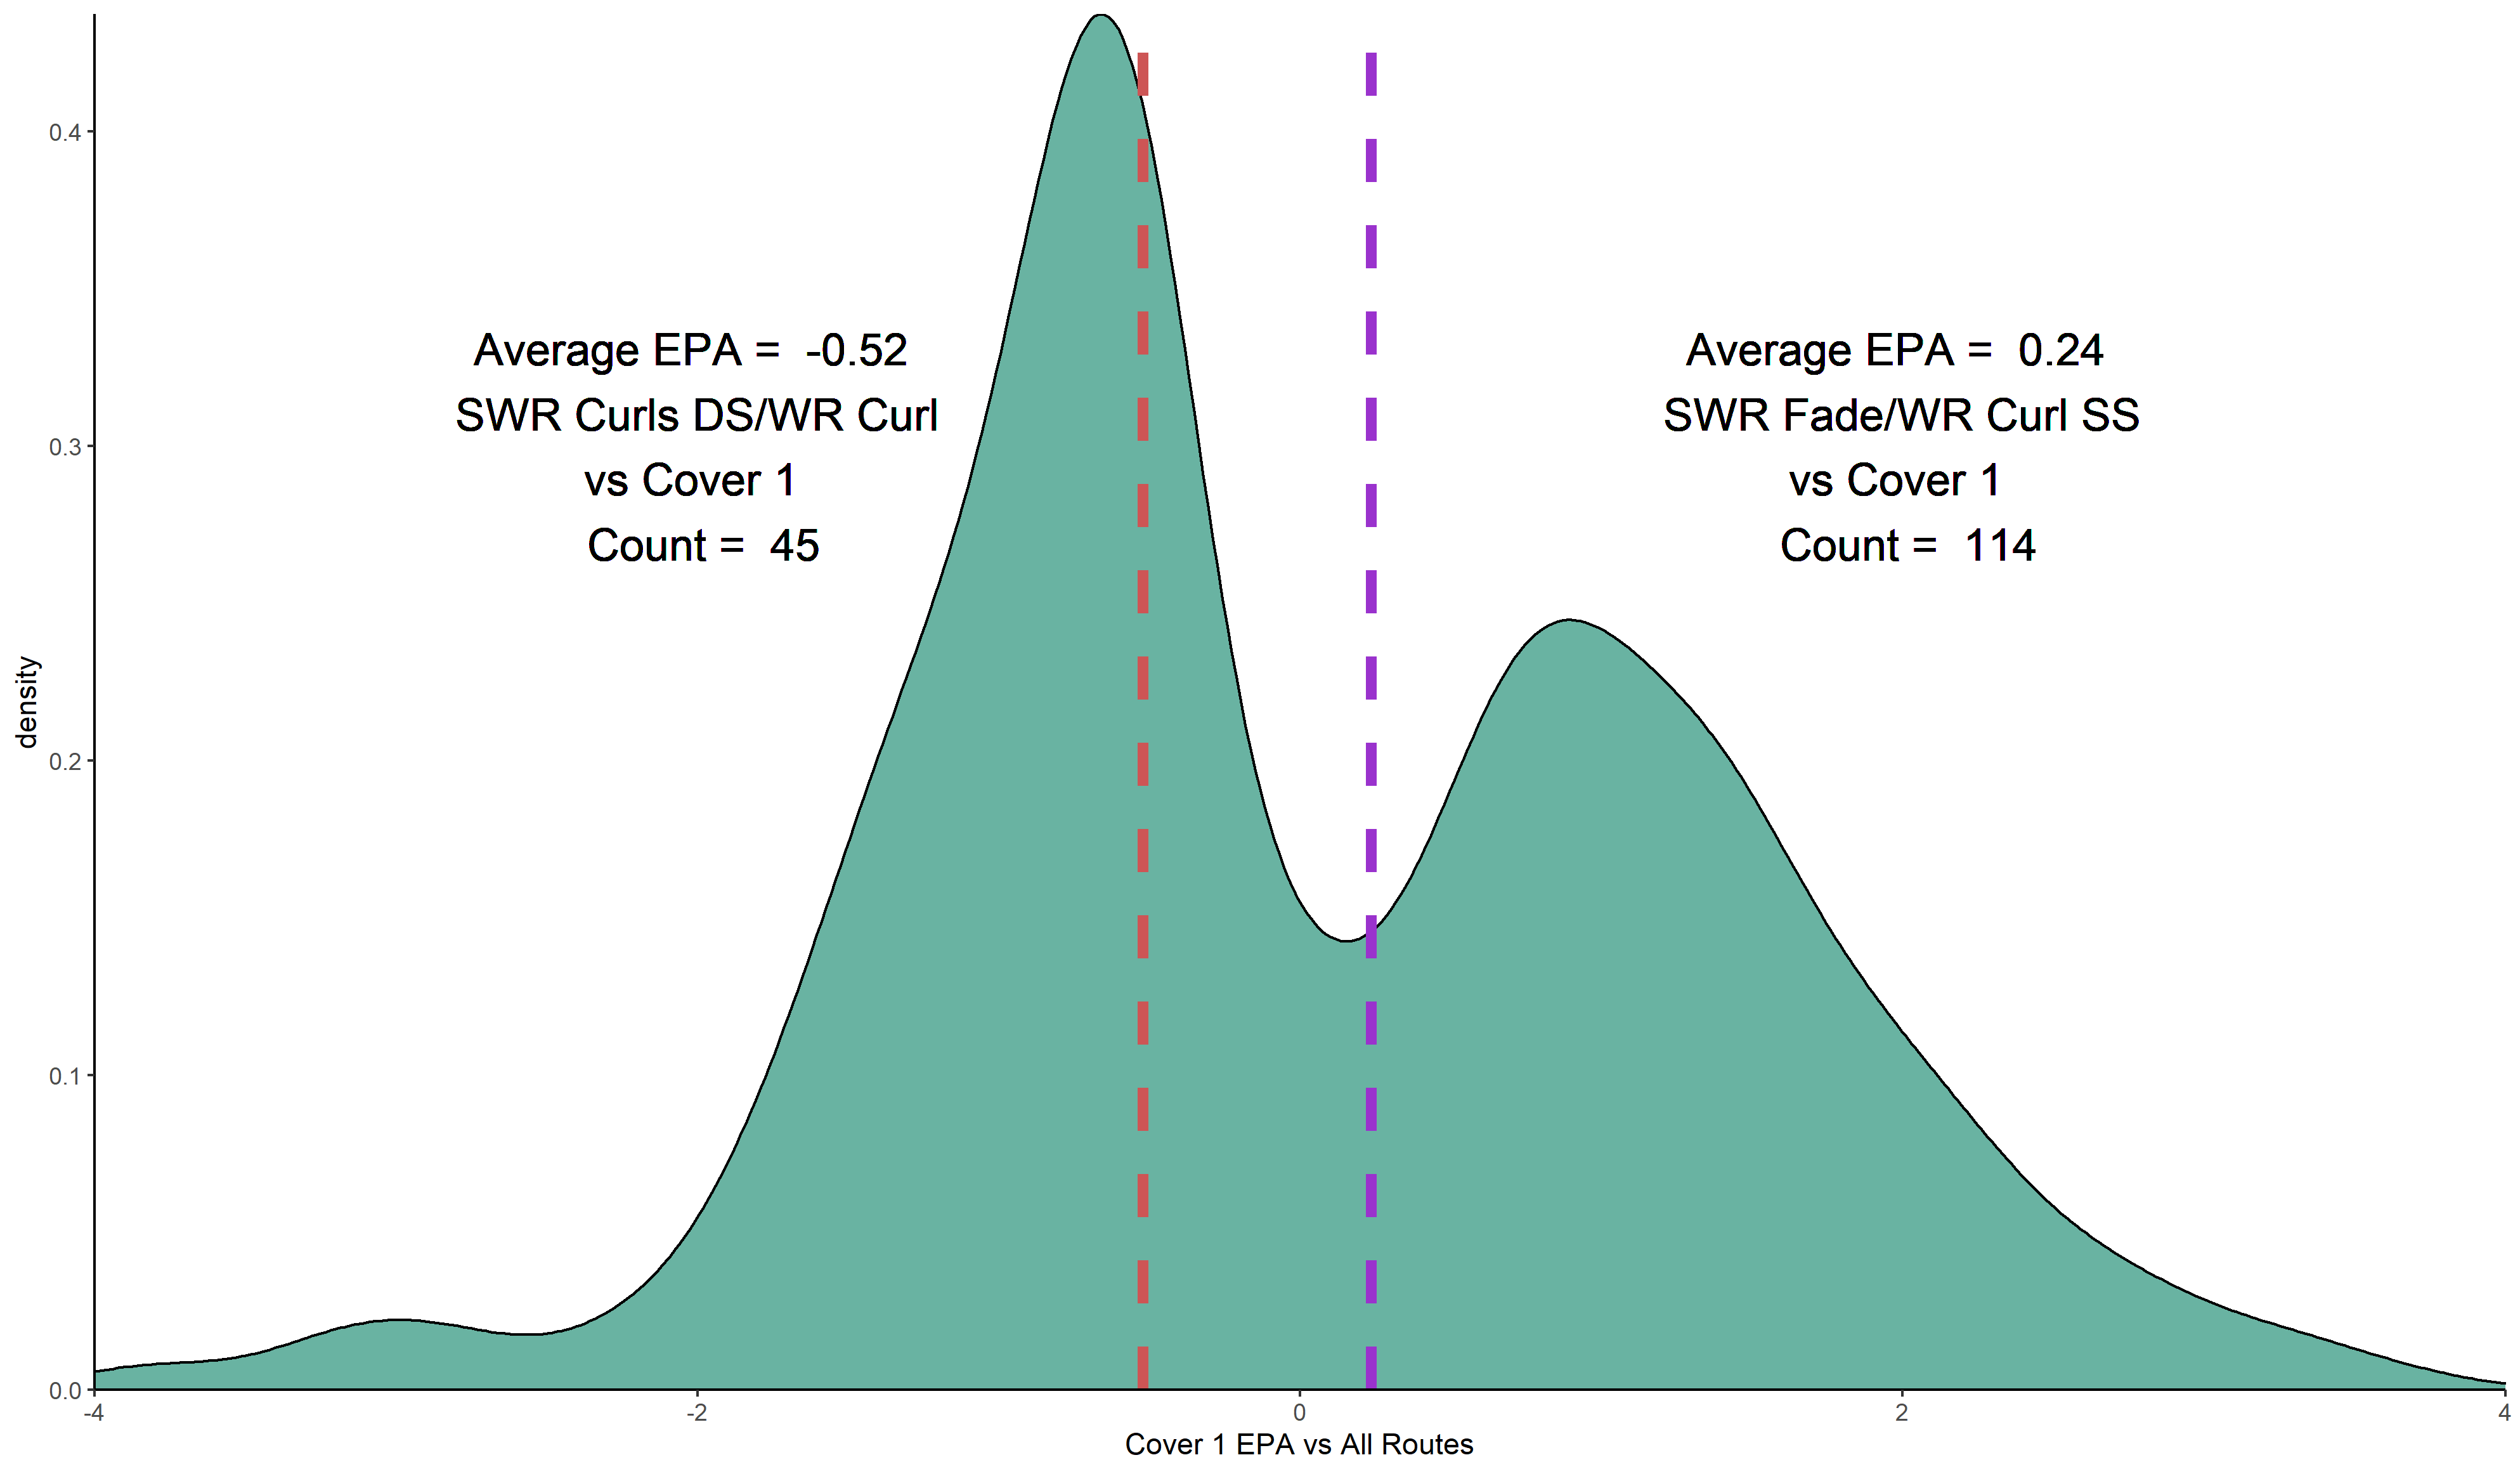 Average EPA =  -0.52
SWR Curls DS/WR Curl
vs Cover 1
Count =  45
Average EPA =  0.24
SWR Fade/WR Curl SS
vs Cover 1
Count =  114
density
0.4
0.3
0.2
0.1
0.0
-4
-2
0
2
4
Cover 1 EPA vs All Routes